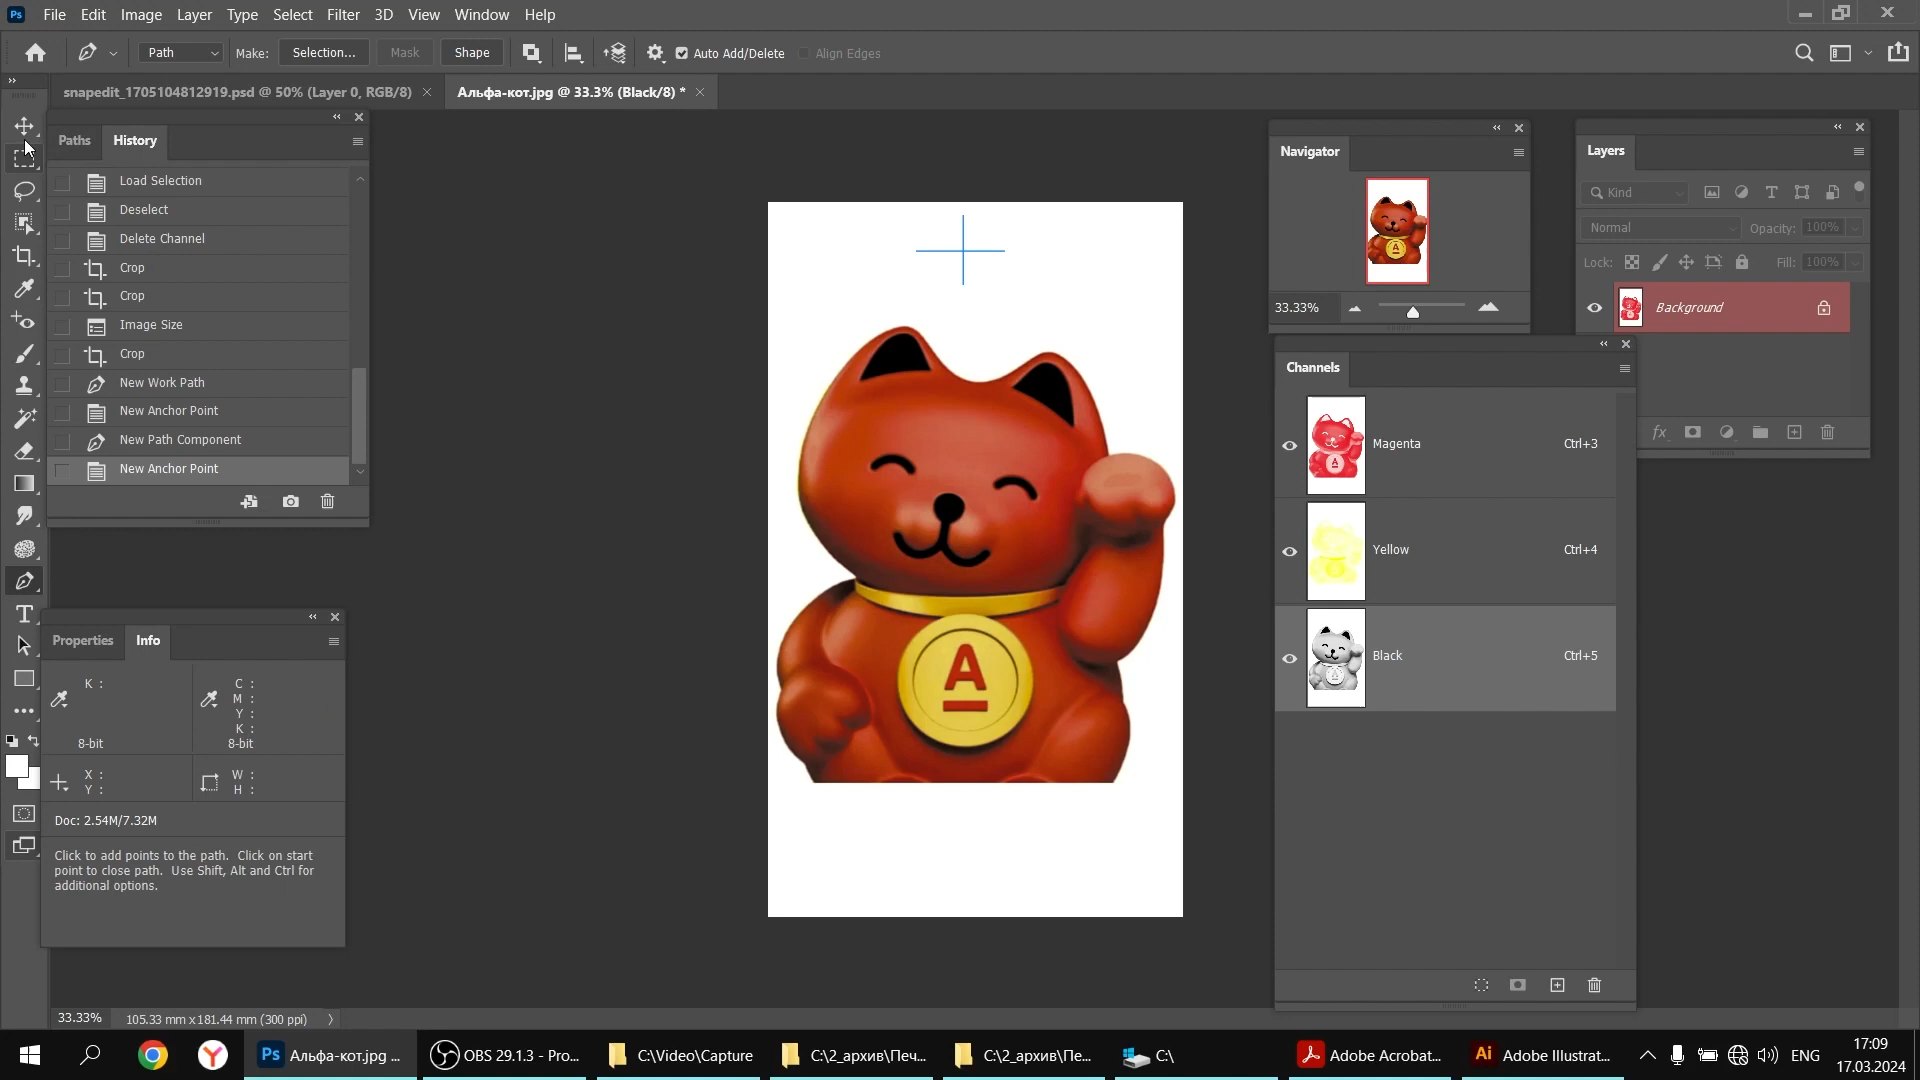 Ps File Edit Image Layer Type Select Filter 3D View Window Help
Path Make: Selection... Mask Shape Auto Add/Delete Align Edges
snapedit_1705104812919.psd @ 50% (Layer 0, RGB/8) Альфа-кот.jpg @ 33.3% (Black/8) *
Paths History
Load Selection
Deselect
Delete Channel
Crop
Crop
Image Size
Crop
New Work Path
New Anchor Point
New Path Component
New Anchor Point
Properties Info
K :
8-bit
C :
M :
Y :
K :
8-bit
X :
Y :
W :
H :
Doc: 2.54M/7.32M
Click to add points to the path. Click on start
point to close path. Use Shift, Alt and Ctrl for
additional options.
А
Navigator
33.33%
Layers
Kind
Normal Opacity: 100%
Lock: Fill: 100%
Background
fx
Channels
Magenta Ctrl+3
Yellow Ctrl+4
Black Ctrl+5
33.33% 105.33 mm x 181.44 mm (300 ppi)
Ps Альфа-кот.jpg ... OBS 29.1.3 - Pro... C:\Video\Capture C:\2_архив\Печ... C:\2_архив\Пе... C:\ Adobe Acrobat... Ai Adobe Illustrat... ENG 17:09
17.03.2024